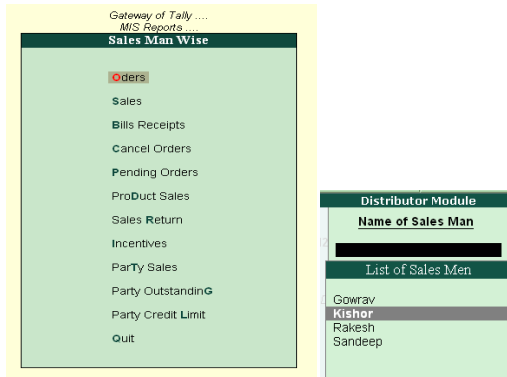 Gateway of Tally ....
MIS Reports ....
Sales Man Wise
Oders
Sales
Bills Receipts
Cancel Orders
Pending Orders
ProDuct Sales
Sales Return
Incentives
ParTy Sales
Party OutstandinG
Party Credit Limit
Quit
Distributor Module
Name of Sales Man
List of Sales Men
Gowrav
Kishor
Rakesh
Sandeep